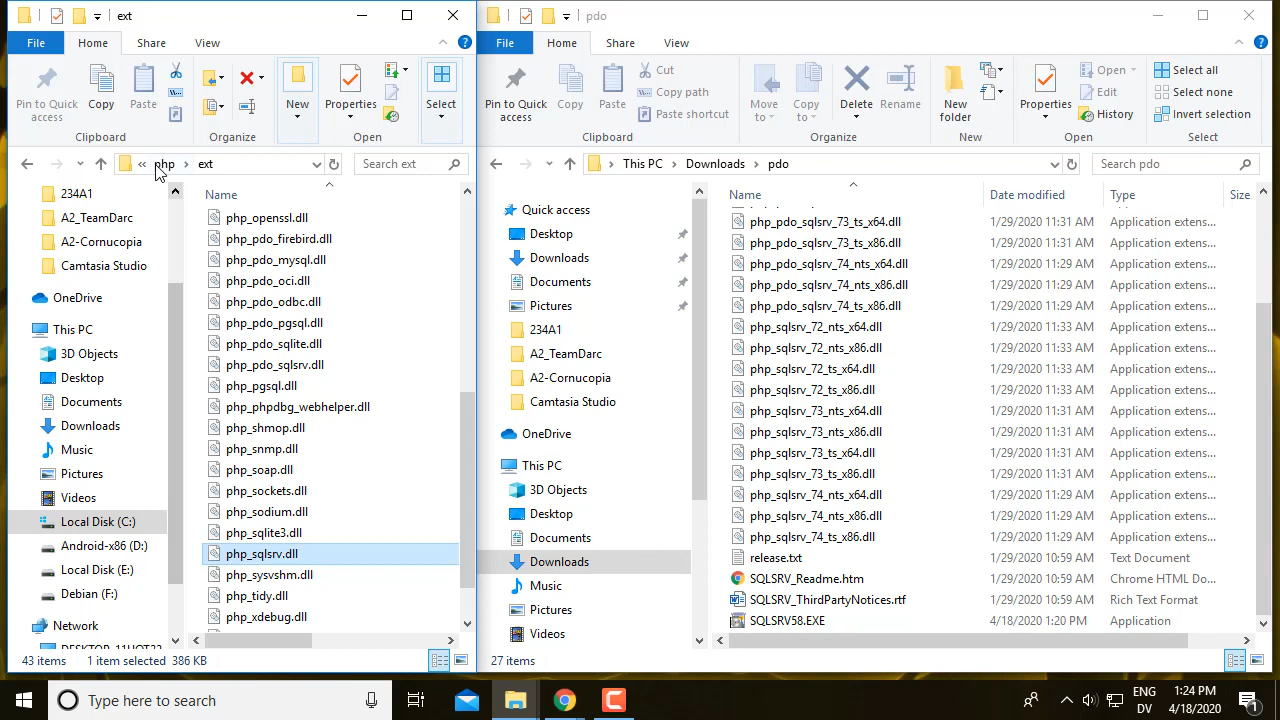 ext
File Home Share View
Pin to Quick access
Copy
Paste
New
Properties
Select
Clipboard Organize Open
« php › ext
Search ext
234A1
A2_TeamDarc
A2-Cornucopia
Camtasia Studio
OneDrive
This PC
3D Objects
Desktop
Documents
Downloads
Music
Pictures
Videos
Local Disk (C:)
Android-x86 (D:)
Local Disk (E:)
Debian (F:)
Network
Name
php_openssl.dll
php_pdo_firebird.dll
php_pdo_mysql.dll
php_pdo_oci.dll
php_pdo_odbc.dll
php_pdo_pgsql.dll
php_pdo_sqlite.dll
php_pdo_sqlsrv.dll
php_pgsql.dll
php_phpdbg_webhelper.dll
php_shmop.dll
php_snmp.dll
php_soap.dll
php_sockets.dll
php_sodium.dll
php_sqlite3.dll
php_sqlsrv.dll
php_sysvshm.dll
php_tidy.dll
php_xdebug.dll
43 items 1 item selected 386 KB
pdo
File Home Share View
Pin to Quick access
Copy
Paste
Cut
Copy path
Paste shortcut
Move to
Copy to
Delete
Rename
New folder
Properties
Open
Edit
History
Select all
Select none
Invert selection
Clipboard Organize New Open Select
This PC › Downloads › pdo
Search pdo
Quick access
Desktop
Downloads
Documents
Pictures
234A1
A2_TeamDarc
A2-Cornucopia
Camtasia Studio
OneDrive
This PC
3D Objects
Desktop
Documents
Downloads
Music
Pictures
Videos
Name Date modified Type Size
php_pdo_sqlsrv_73_ts_x64.dll 1/29/2020 11:31 AM Application extens...
php_pdo_sqlsrv_73_ts_x86.dll 1/29/2020 11:31 AM Application extens...
php_pdo_sqlsrv_74_nts_x64.dll 1/29/2020 11:29 AM Application extens...
php_pdo_sqlsrv_74_nts_x86.dll 1/29/2020 11:29 AM Application extens...
php_pdo_sqlsrv_74_ts_x86.dll 1/29/2020 11:29 AM Application extens...
php_sqlsrv_72_nts_x64.dll 1/29/2020 11:33 AM Application extens...
php_sqlsrv_72_nts_x86.dll 1/29/2020 11:33 AM Application extens...
php_sqlsrv_72_ts_x64.dll 1/29/2020 11:33 AM Application extens...
php_sqlsrv_72_ts_x86.dll 1/29/2020 11:33 AM Application extens...
php_sqlsrv_73_nts_x64.dll 1/29/2020 11:31 AM Application extens...
php_sqlsrv_73_nts_x86.dll 1/29/2020 11:31 AM Application extens...
php_sqlsrv_73_ts_x64.dll 1/29/2020 11:31 AM Application extens...
php_sqlsrv_73_ts_x86.dll 1/29/2020 11:31 AM Application extens...
php_sqlsrv_74_nts_x64.dll 1/29/2020 11:29 AM Application extens...
php_sqlsrv_74_nts_x86.dll 1/29/2020 11:29 AM Application extens...
php_sqlsrv_74_ts_x86.dll 1/29/2020 11:29 AM Application extens...
release.txt 1/29/2020 10:59 AM Text Document
SQLSRV_Readme.htm 1/29/2020 10:59 AM Chrome HTML Do...
SQLSRV_ThirdPartyNotices.rtf 1/29/2020 10:59 AM Rich Text Format
SQLSRV58.EXE 4/18/2020 1:20 PM Application
27 items
Type here to search
ENG
DV
1:24 PM
4/18/2020
1